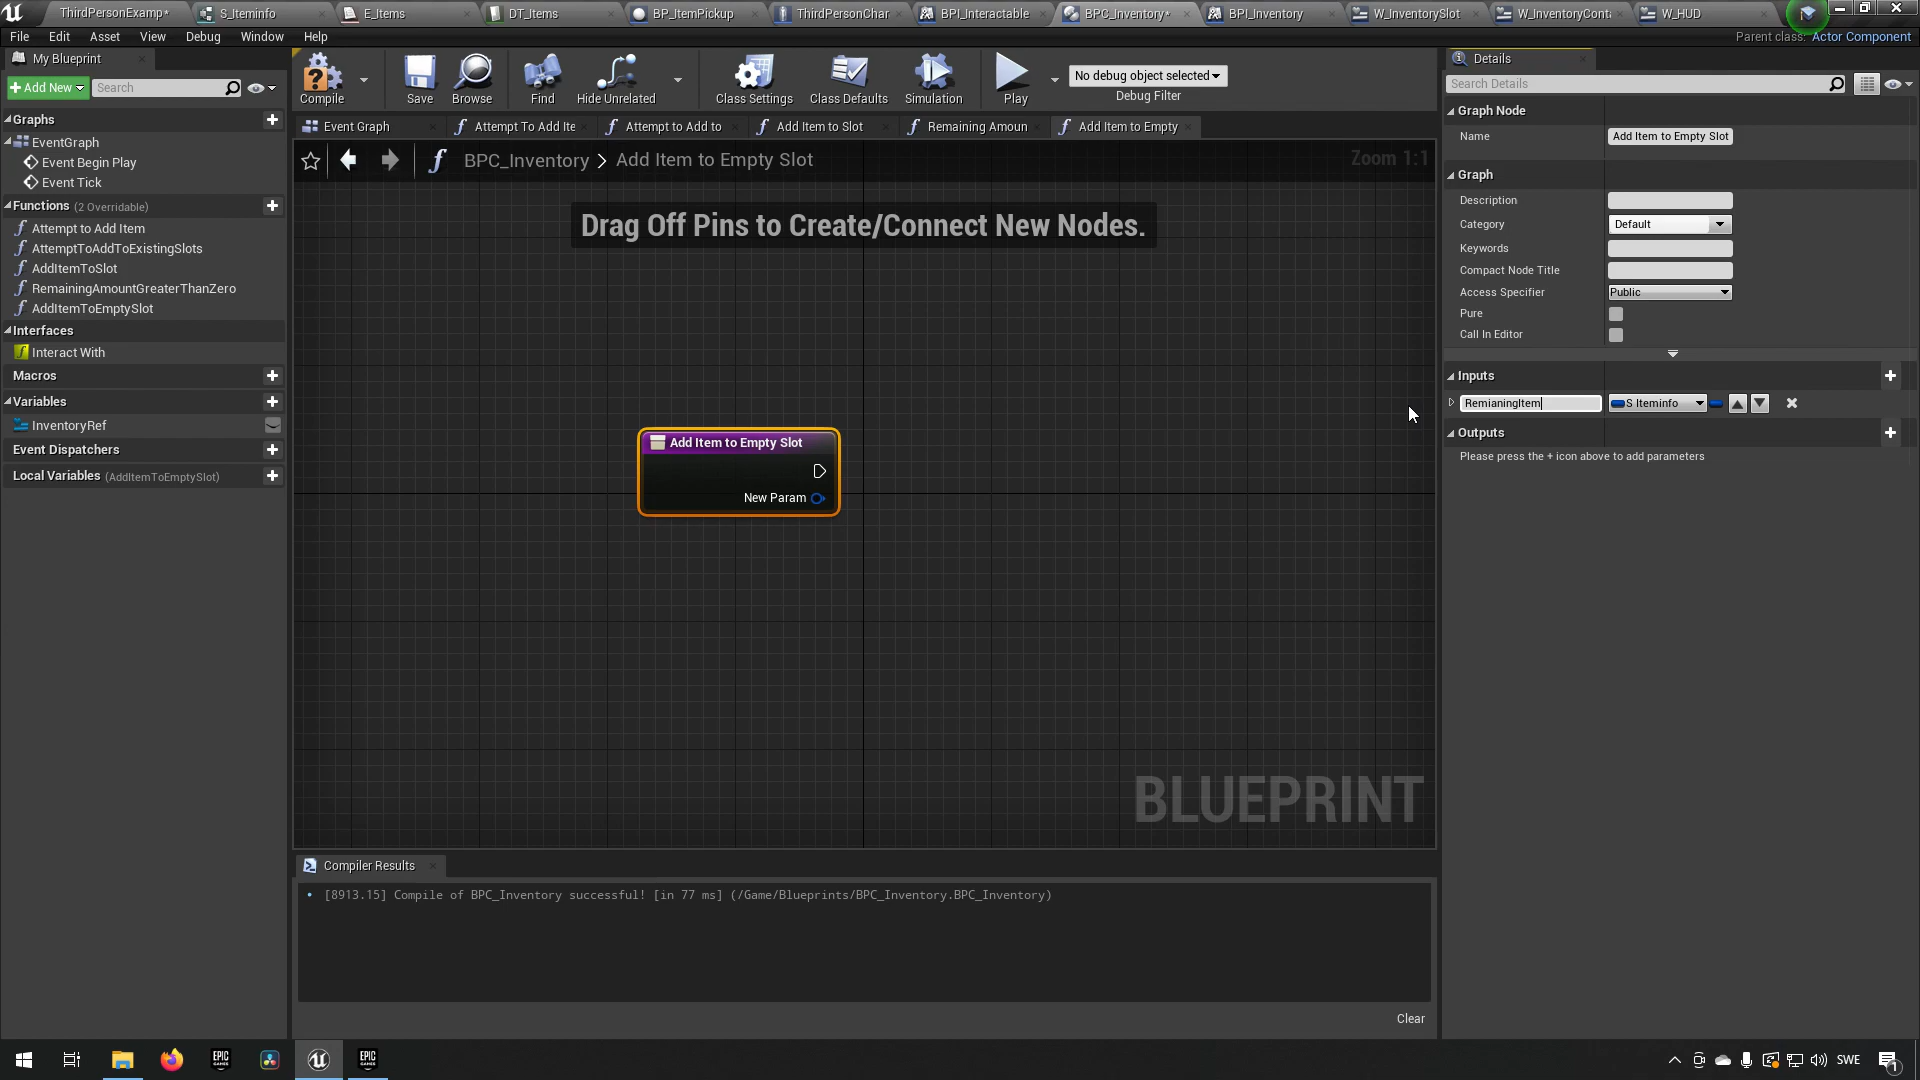 ThirdPersonExamp*
S_Iteminfo
E_Items
DT_Items
BP_ItemPickup
ThirdPersonChar
BPI_Interactable
BPC_Inventory*
BPI_Inventory
W_InventorySlot
W_InventoryCont
W_HUD
File Edit Asset View Debug Window Help
Parent class: Actor Component
My Blueprint
Add New
Search
Graphs
EventGraph
Event Begin Play
Event Tick
Functions (2 Overridable)
Attempt to Add Item
AttemptToAddToExistingSlots
AddItemToSlot
RemainingAmountGreaterThanZero
AddItemToEmptySlot
Interfaces
Interact With
Macros
Variables
InventoryRef
Event Dispatchers
Local Variables (AddItemToEmptySlot)
Compile
Save
Browse
Find
Hide Unrelated
Class Settings
Class Defaults
Simulation
Play
No debug object selected
Debug Filter
Event Graph
Attempt To Add Ite
Attempt to Add to
Add Item to Slot
Remaining Amoun
Add Item to Empty
BPC_Inventory > Add Item to Empty Slot
Zoom 1:1
Drag Off Pins to Create/Connect New Nodes.
Add Item to Empty Slot
New Param
BLUEPRINT
Compiler Results
[8913.15] Compile of BPC_Inventory successful! [in 77 ms] (/Game/Blueprints/BPC_Inventory.BPC_Inventory)
Clear
Details
Search Details
Graph Node
Name Add Item to Empty Slot
Graph
Description
Category Default
Keywords
Compact Node Title
Access Specifier Public
Pure
Call In Editor
Inputs
RemianingItem S Iteminfo
Outputs
Please press the + icon above to add parameters
EPIC GAMES
EPIC GAMES
SWE
1